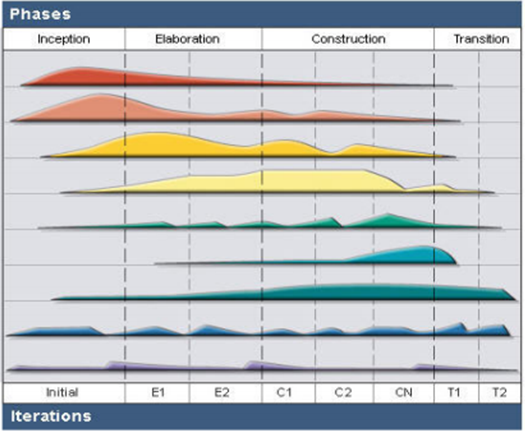 Phases
Inception Elaboration Construction Transition
Initial E1 E2 C1 C2 CN T1 T2
Iterations